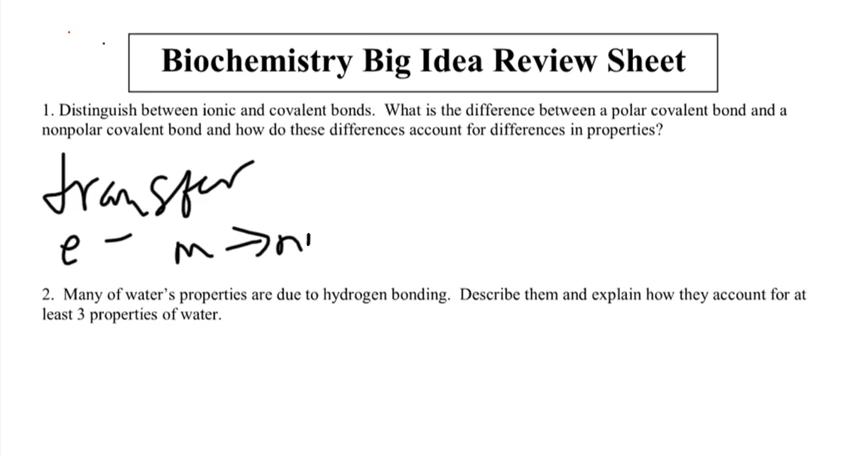 Biochemistry Big Idea Review Sheet
1. Distinguish between ionic and covalent bonds. What is the difference between a polar covalent bond and a
nonpolar covalent bond and how do these differences account for differences in properties?
transfer
e - m →
2. Many of water's properties are due to hydrogen bonding. Describe them and explain how they account for at
least 3 properties of water.